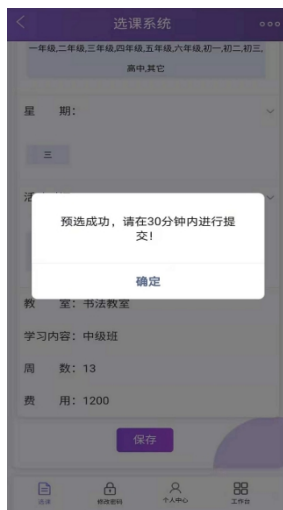 选课系统
一年级,二年级,三年级,四年级,五年级,六年级,初一,初二,初三,
高中,其它
星 期：
三
预选成功，请在30分钟内进行提
交!
确定
教 室：书法教室
学习内容：中级班
周 数：13
费 用：1200
保存
选课 修改密码 个人中心 工作台